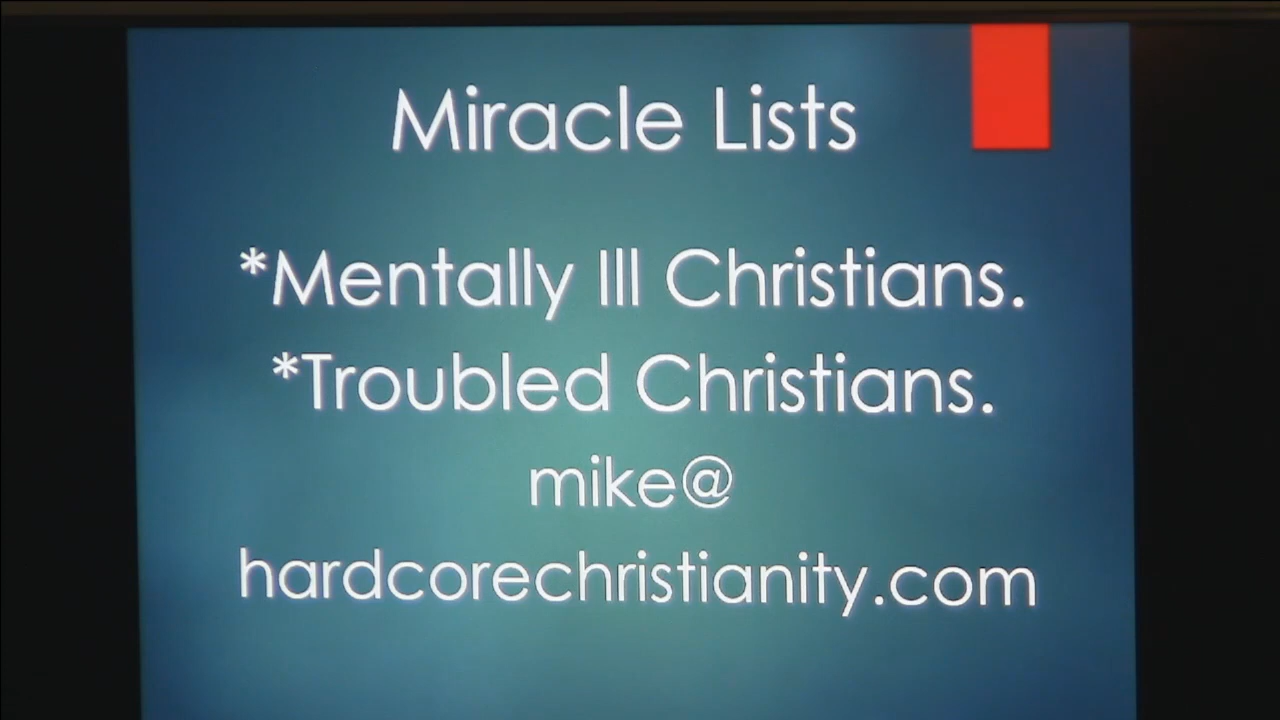 Miracle Lists
*Mentally Ill Christians.
*Troubled Christians.
mike@
hardcorechristianity.com